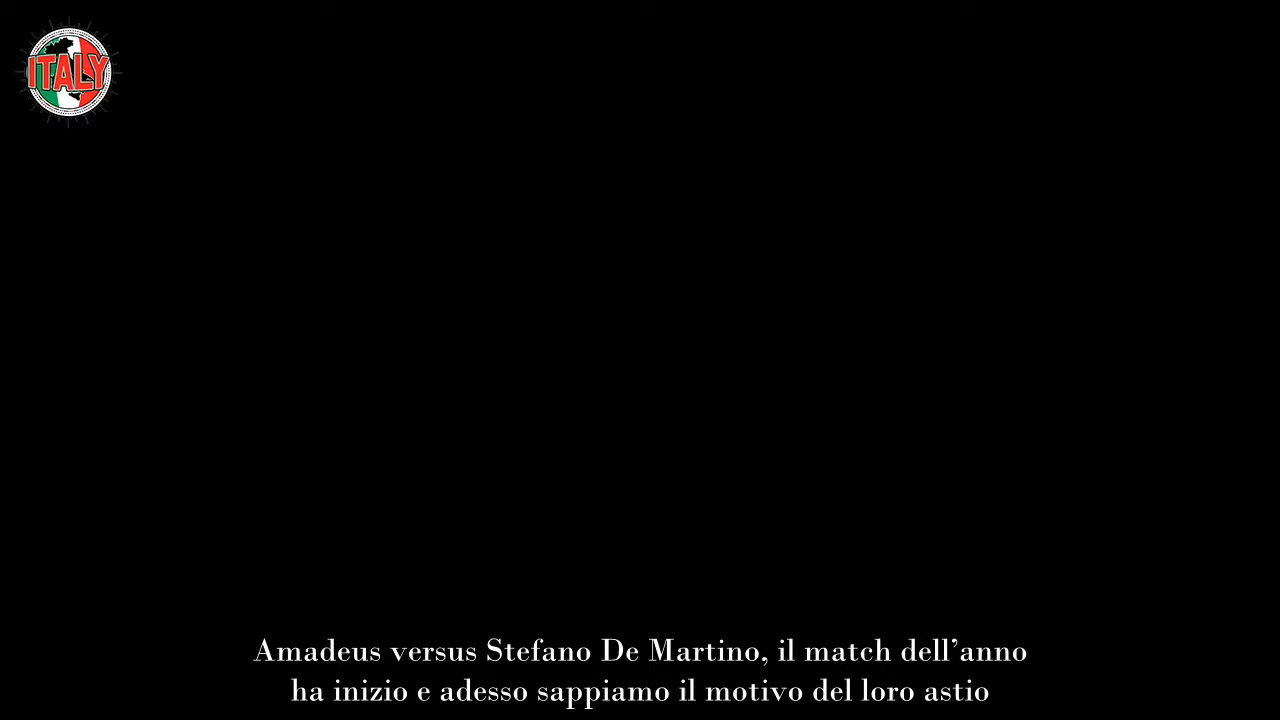 ITALY
Amadeus versus Stefano De Martino, il match dell’anno
ha inizio e adesso sappiamo il motivo del loro astio